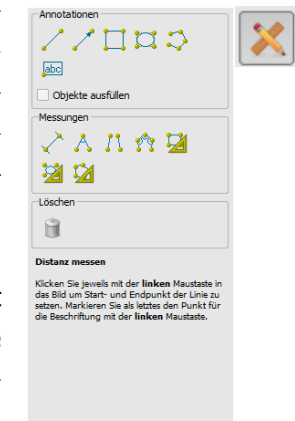 Annotationen
abc
Objekte ausfüllen
Messungen
Löschen
Distanz messen
Klicken Sie jeweils mit der linken Maustaste in
das Bild um Start- und Endpunkt der Linie zu
setzen. Markieren Sie als letztes den Punkt für
die Beschriftung mit der linken Maustaste.